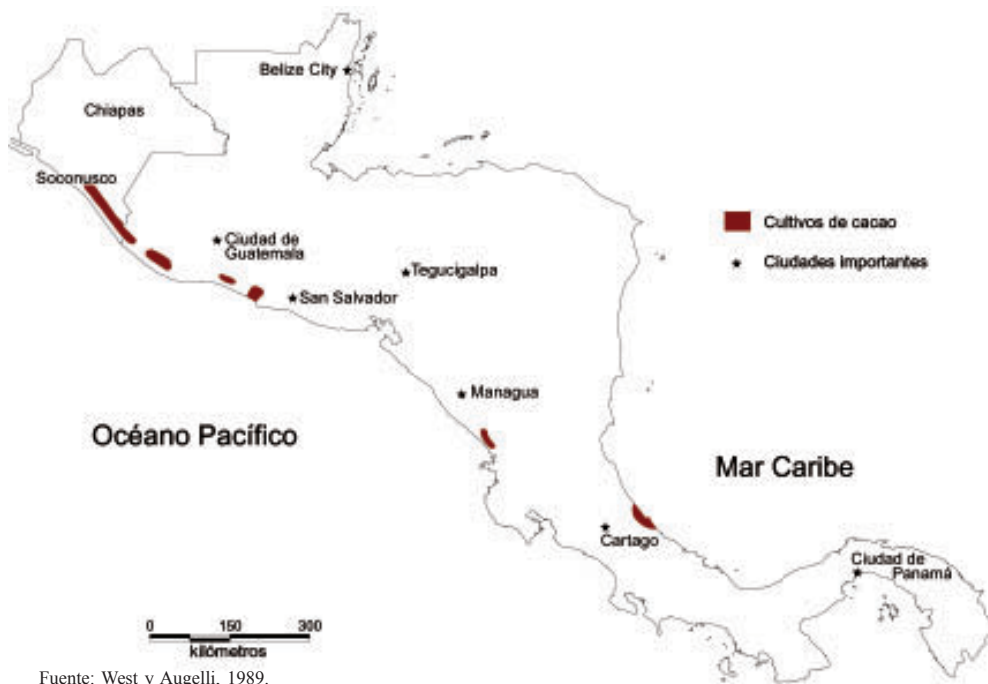 Belize City
Chiapas
Soconusco
Ciudad de
Guatemala
Cultivos de cacao
Ciudades importantes
Tegucigalpa
San Salvador
Managua
Océano Pacífico
Mar Caribe
Cartago
Ciudad de
Panamá
0 150 300
kilómetros
Fuente: West y Augelli, 1989.